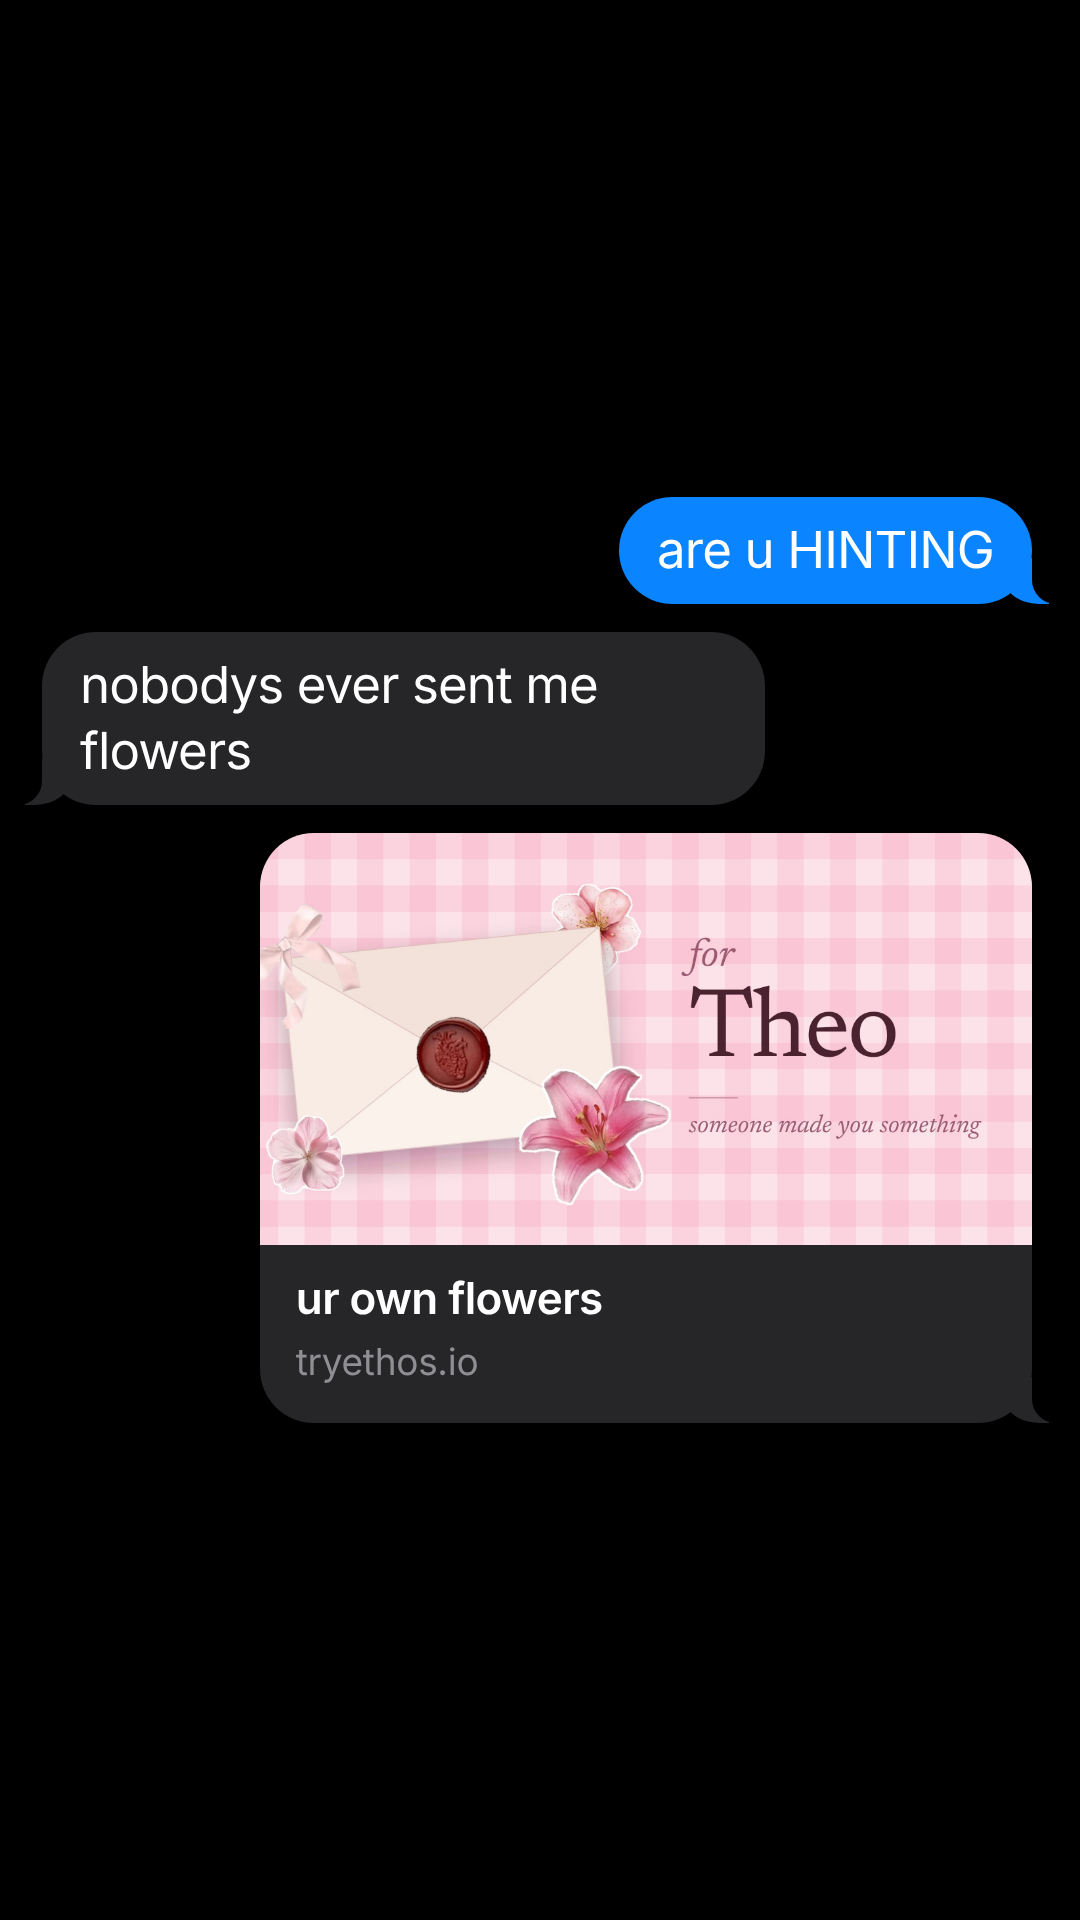 are u HINTING
nobodys ever sent me
flowers
for
Theo
someone made you something
ur own flowers
tryethos.io